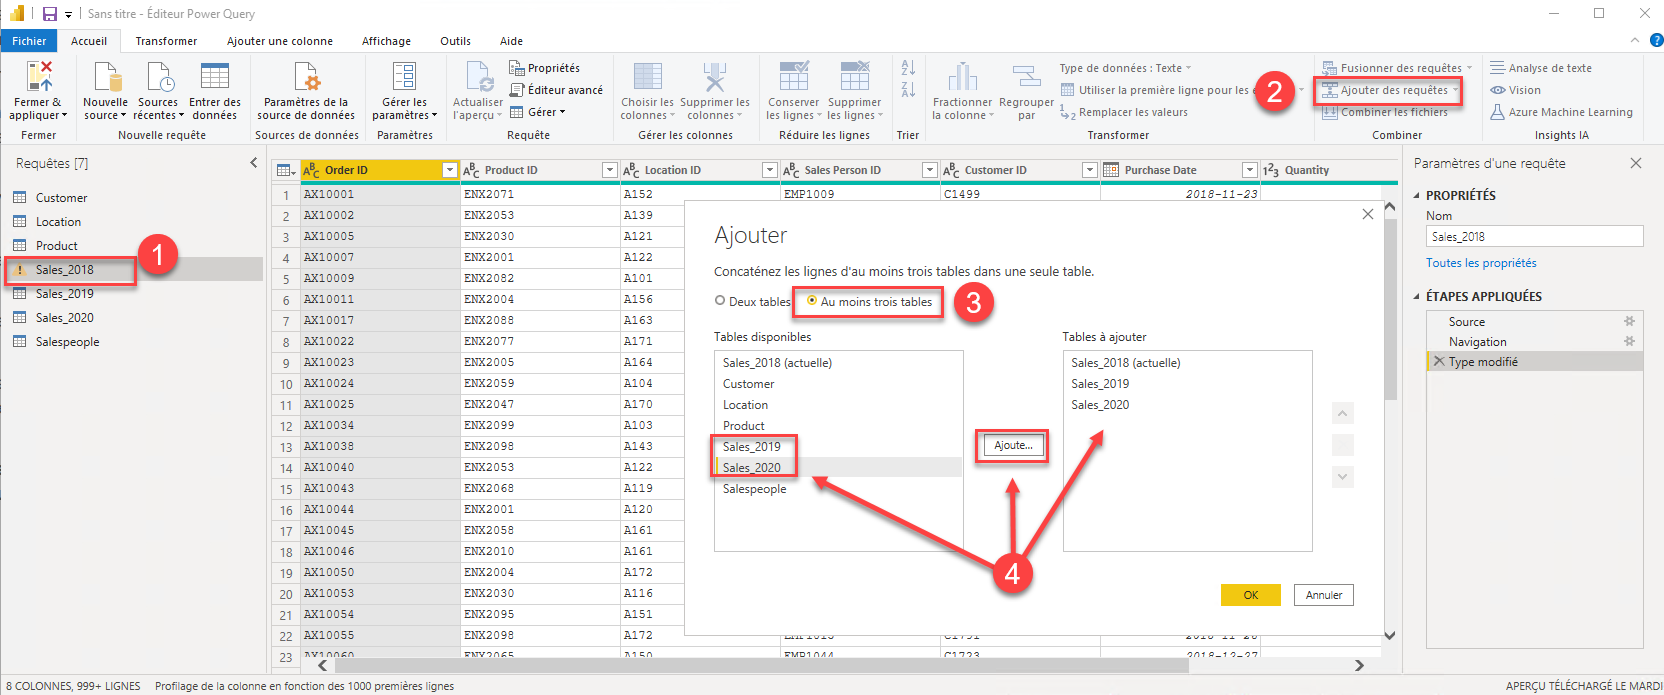 Sans titre - Éditeur Power Query
Fichier Accueil Transformer Ajouter une colonne Affichage Outils Aide
Fermer & appliquer
Nouvelle source
Sources récentes
Entrer des données
Paramètres de la source de données
Gérer les paramètres
Actualiser l'aperçu
Propriétés
Éditeur avancé
Gérer
Choisir les colonnes
Supprimer les colonnes
Conserver les lignes
Supprimer les lignes
Fractionner la colonne
Regrouper par
Type de données : Texte
Utiliser la première ligne pour les
Remplacer les valeurs
2
Fusionner des requêtes
Ajouter des requêtes
Combiner les fichiers
Analyse de texte
Vision
Azure Machine Learning
Fermer Nouvelle requête Sources de données Paramètres Requête Gérer les colonnes Réduire les lignes Trier Transformer Combiner Insights IA
Requêtes [7]
Customer
Location
Product
1
Sales_2018
Sales_2019
Sales_2020
Salespeople
Order ID Product ID Location ID Sales Person ID Customer ID Purchase Date Quantity
1 AX10001 ENX2071 A152 EMP1009 C1499 2018-11-23
2 AX10002 ENX2053 A139
3 AX10005 ENX2030 A121
4 AX10007 ENX2001 A122
5 AX10009 ENX2082 A101
6 AX10011 ENX2004 A156
7 AX10017 ENX2088 A163
8 AX10022 ENX2077 A171
9 AX10023 ENX2005 A164
10 AX10024 ENX2059 A104
11 AX10025 ENX2047 A170
12 AX10034 ENX2099 A103
13 AX10038 ENX2098 A143
14 AX10040 ENX2053 A122
15 AX10043 ENX2068 A119
16 AX10044 ENX2001 A120
17 AX10045 ENX2058 A161
18 AX10046 ENX2010 A161
19 AX10050 ENX2004 A172
20 AX10053 ENX2030 A116
21 AX10054 ENX2095 A151
22 AX10055 ENX2098 A172
23 AX10060 ENX2065 A150 EMP1044 C1723 2018-12-27
Ajouter
Concaténez les lignes d'au moins trois tables dans une seule table.
Deux tables Au moins trois tables
3
Tables disponibles
Sales_2018 (actuelle)
Customer
Location
Product
Sales_2019
Sales_2020
Salespeople
Ajoute...
Tables à ajouter
Sales_2018 (actuelle)
Sales_2019
Sales_2020
4
OK Annuler
Paramètres d'une requête
PROPRIÉTÉS
Nom
Sales_2018
Toutes les propriétés
ÉTAPES APPLIQUÉES
Source
Navigation
Type modifié
8 COLONNES, 999+ LIGNES Profilage de la colonne en fonction des 1000 premières lignes
APERÇU TÉLÉCHARGÉ LE MARDI